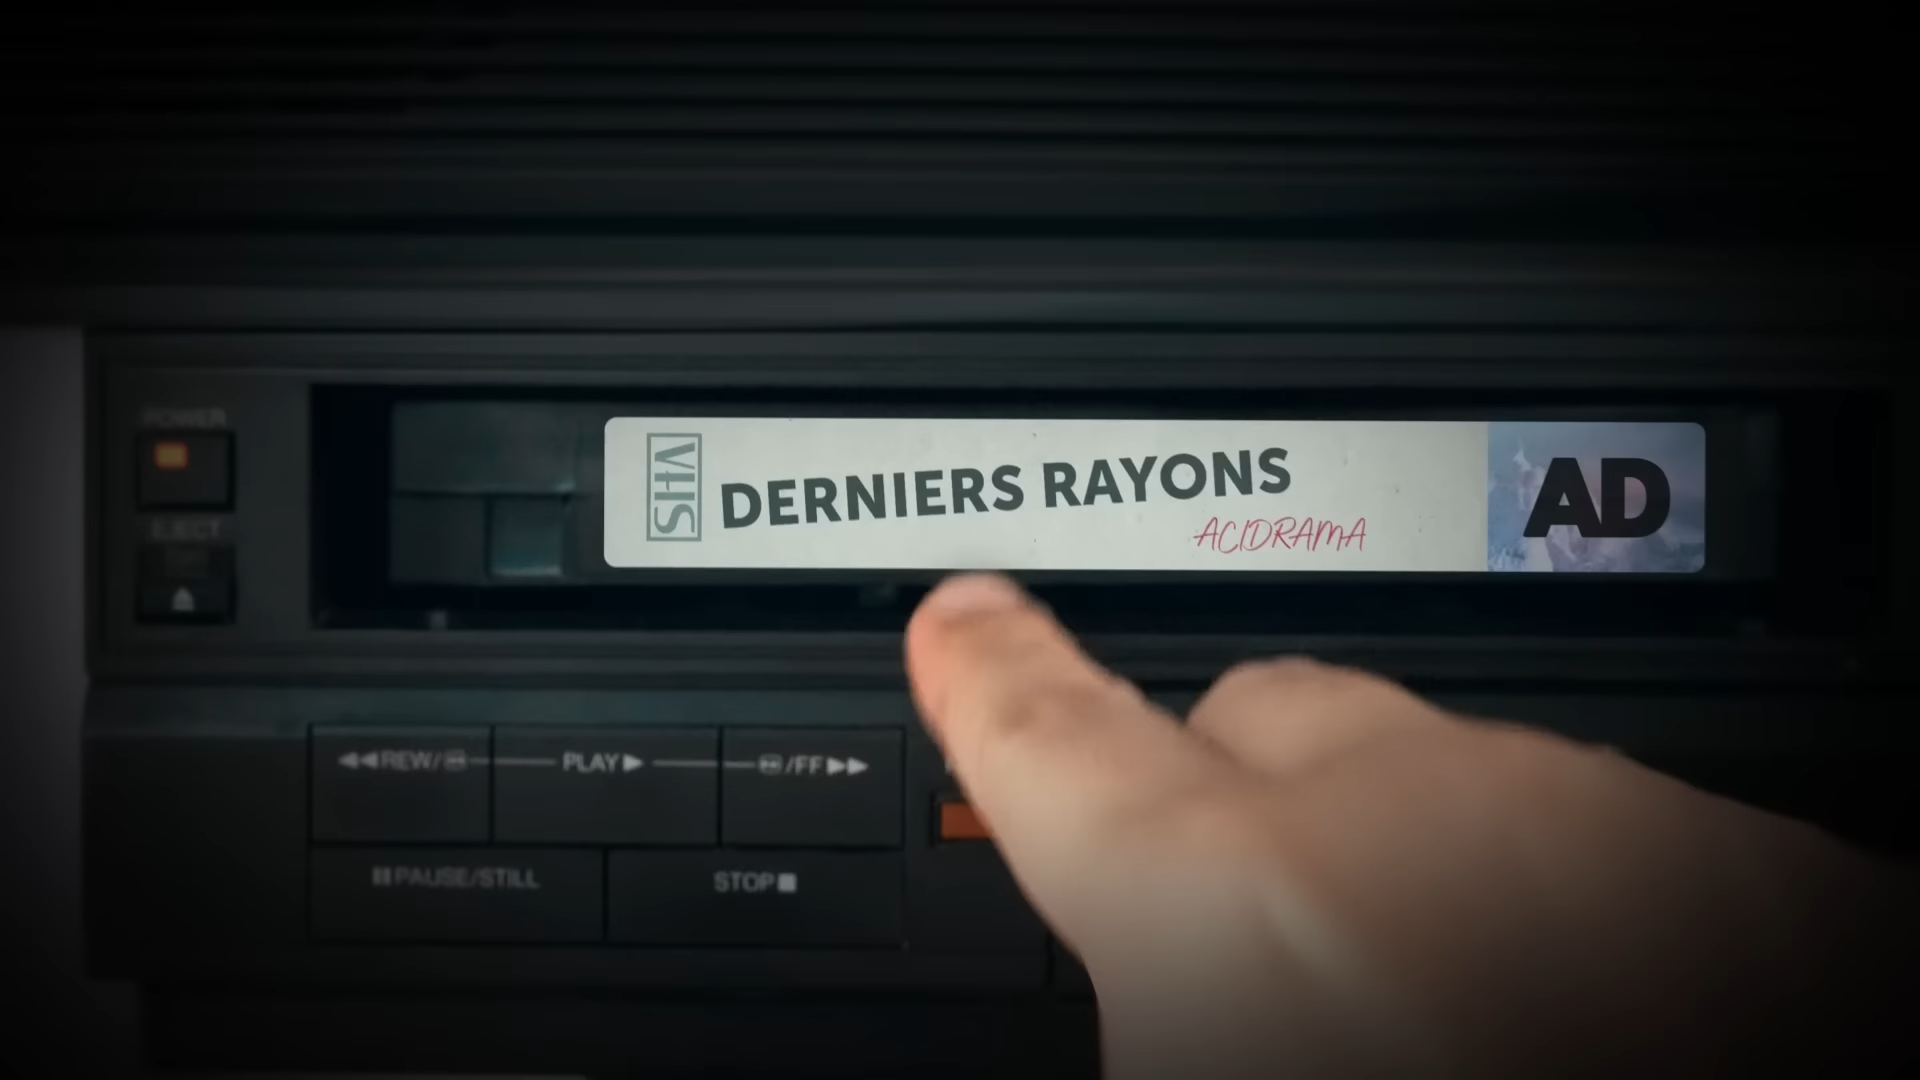 POWER
EJECT
VHS
DERNIERS RAYONS
ACIDRAMA
AD
◀◀REW/
PLAY▶
/FF▶▶
PAUSE/STILL
STOP■